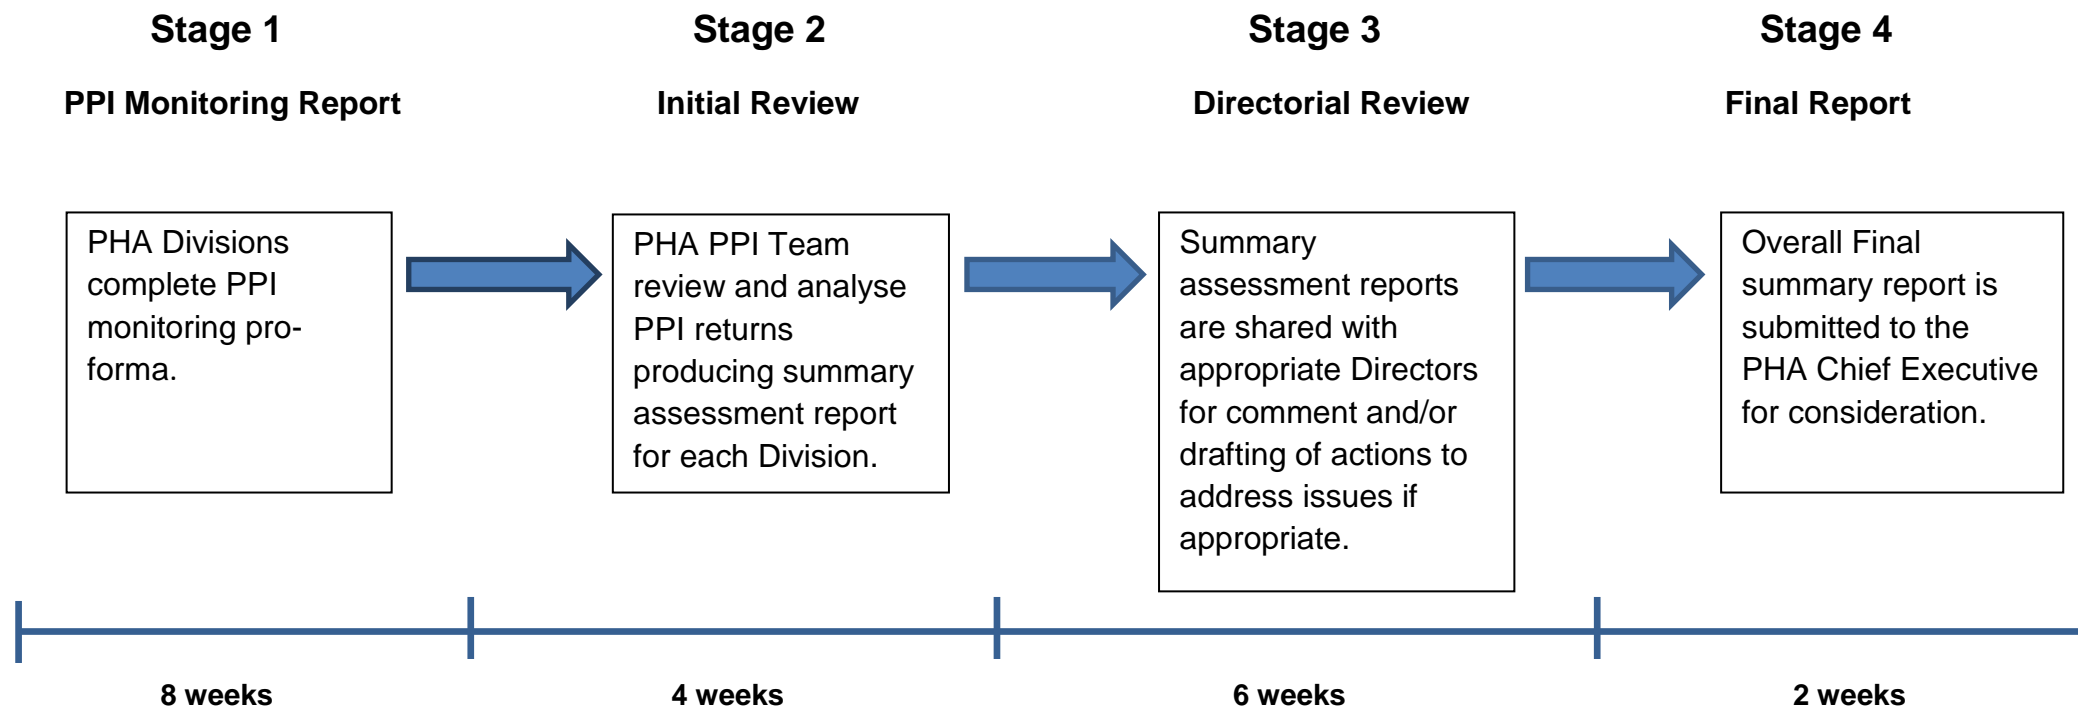 Stage 1
Stage 2
Stage 3
Stage 4
PPI Monitoring Report
Initial Review
Directorial Review
Final Report
PHA Divisions
complete PPI
monitoring pro-
forma.
PHA PPI Team
review and analyse
PPI returns
producing summary
assessment report
for each Division.
Summary
assessment reports
are shared with
appropriate Directors
for comment and/or
drafting of actions to
address issues if
appropriate.
Overall Final
summary report is
submitted to the
PHA Chief Executive
for consideration.
8 weeks
4 weeks
6 weeks
2 weeks